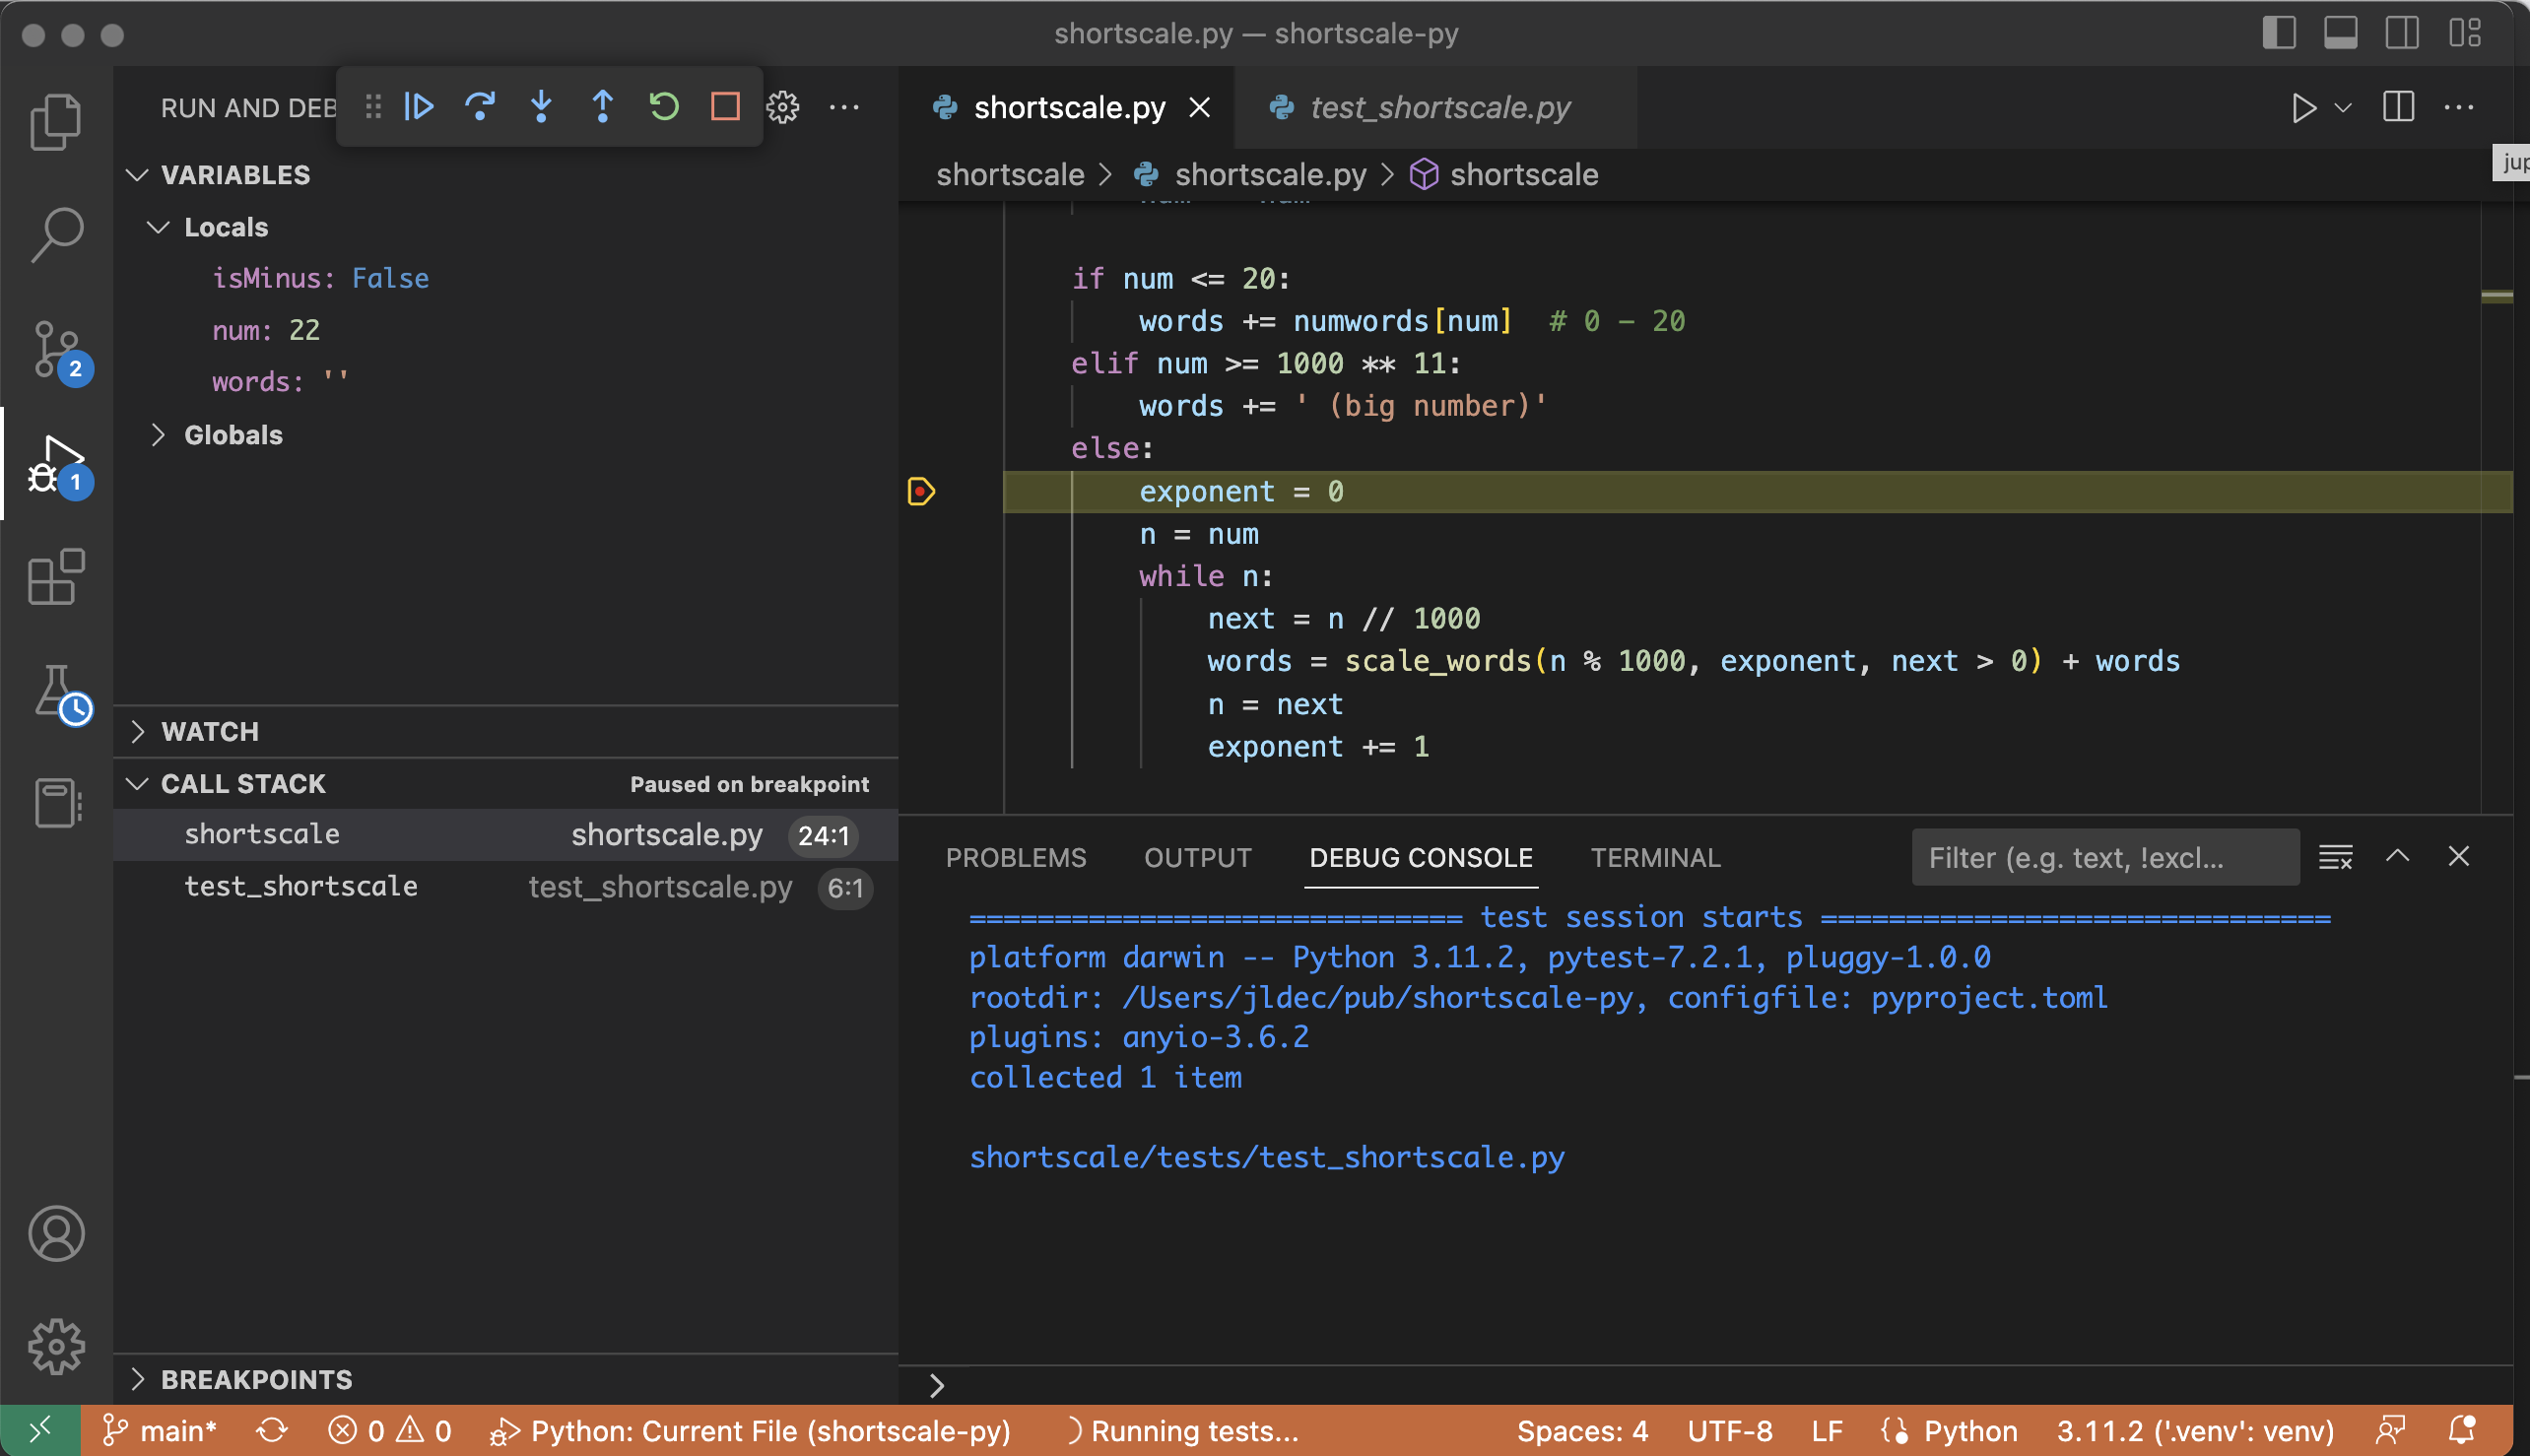 shortscale.py — shortscale-py
RUN AND DEB
shortscale.py
test_shortscale.py
VARIABLES
Locals
isMinus: False
num: 22
words: ''
Globals
WATCH
CALL STACK
Paused on breakpoint
shortscale shortscale.py 24:1
test_shortscale test_shortscale.py 6:1
BREAKPOINTS
2
1
shortscale > shortscale.py > shortscale
jup
if num <= 20:
words += numwords[num]  # 0 - 20
elif num >= 1000 ** 11:
words += ' (big number)'
else:
exponent = 0
n = num
while n:
next = n // 1000
words = scale_words(n % 1000, exponent, next > 0) + words
n = next
exponent += 1
PROBLEMS OUTPUT DEBUG CONSOLE TERMINAL Filter (e.g. text, !excl...
============================= test session starts ==============================
platform darwin -- Python 3.11.2, pytest-7.2.1, pluggy-1.0.0
rootdir: /Users/jldec/pub/shortscale-py, configfile: pyproject.toml
plugins: anyio-3.6.2
collected 1 item
shortscale/tests/test_shortscale.py
>
main* 0 0 Python: Current File (shortscale-py) Running tests... Spaces: 4 UTF-8 LF Python 3.11.2 ('.venv': venv)